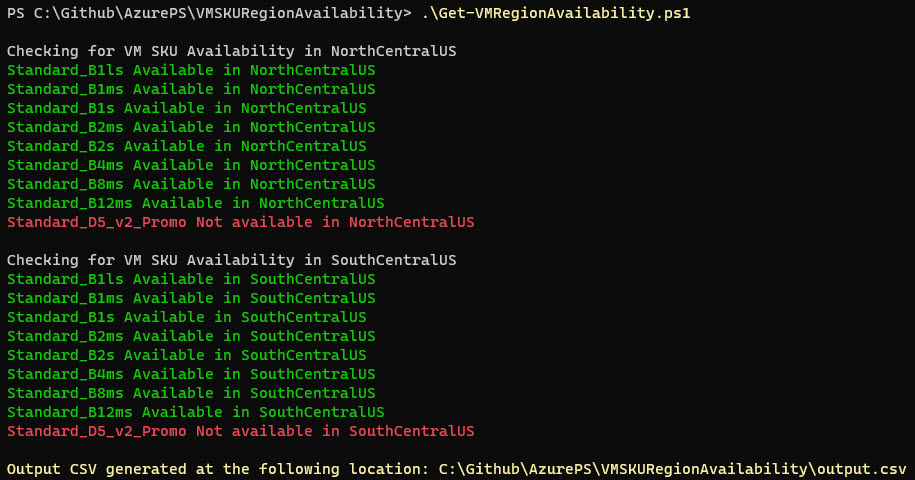 PS C:\Github\AzurePS\VMSKURegionAvailability> .\Get-VMRegionAvailability.ps1
Checking for VM SKU Availability in NorthCentralUS
Standard_B1ls Available in NorthCentralUS
Standard_B1ms Available in NorthCentralUS
Standard_B1s Available in NorthCentralUS
Standard_B2ms Available in NorthCentralUS
Standard_B2s Available in NorthCentralUS
Standard_B4ms Available in NorthCentralUS
Standard_B8ms Available in NorthCentralUS
Standard_B12ms Available in NorthCentralUS
Standard_D5_v2_Promo Not available in NorthCentralUS
Checking for VM SKU Availability in SouthCentralUS
Standard_B1ls Available in SouthCentralUS
Standard_B1ms Available in SouthCentralUS
Standard_B1s Available in SouthCentralUS
Standard_B2ms Available in SouthCentralUS
Standard_B2s Available in SouthCentralUS
Standard_B4ms Available in SouthCentralUS
Standard_B8ms Available in SouthCentralUS
Standard_B12ms Available in SouthCentralUS
Standard_D5_v2_Promo Not available in SouthCentralUS
Output CSV generated at the following location: C:\Github\AzurePS\VMSKURegionAvailability\output.csv